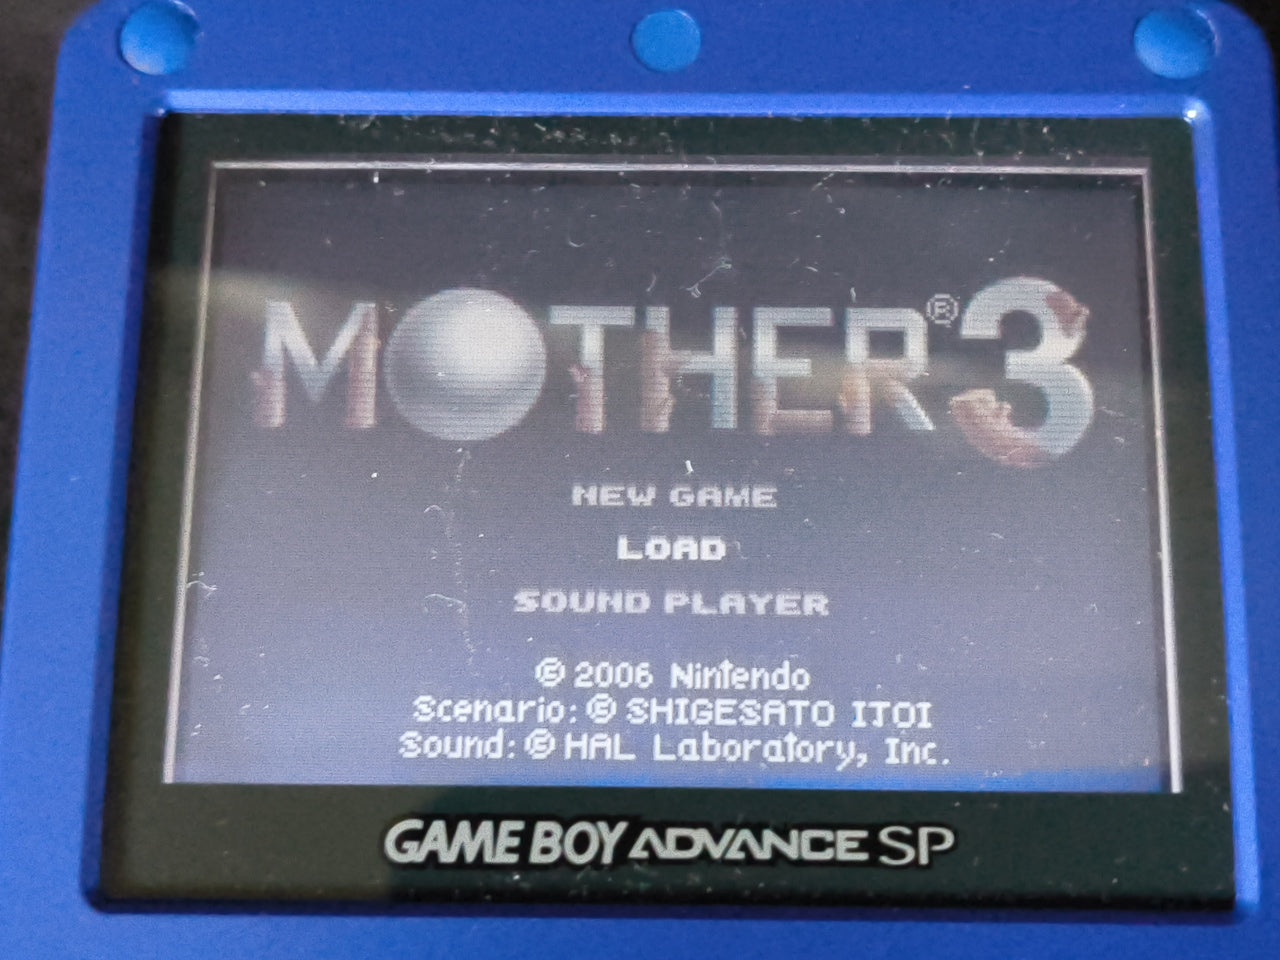 MOTHER® 3
NEW GAME
LOAD
SOUND PLAYER
© 2006 Nintendo
Scenario: © SHIGESATO ITOI
Sound: © HAL Laboratory, Inc.
GAME BOY ADVANCE SP